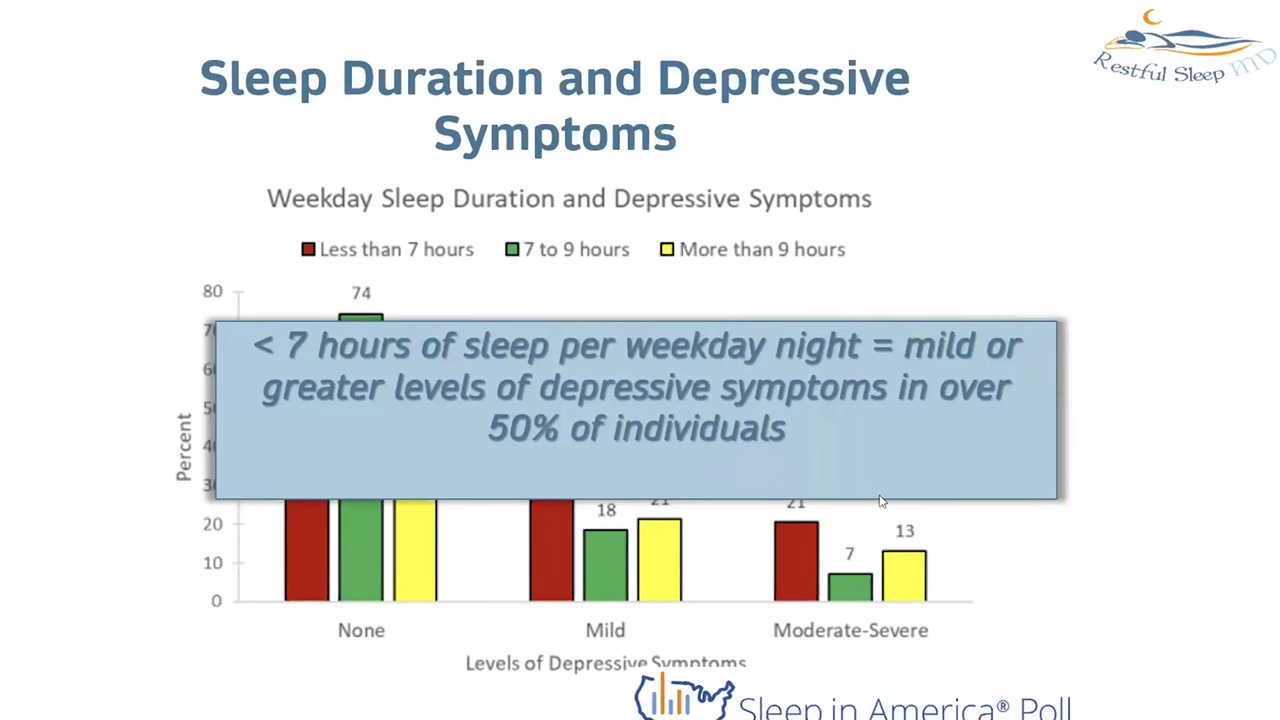 Restful Sleep MD
Sleep Duration and Depressive
Symptoms
Weekday Sleep Duration and Depressive Symptoms
Less than 7 hours 7 to 9 hours More than 9 hours
80
74
< 7 hours of sleep per weekday night = mild or
greater levels of depressive symptoms in over
50% of individuals
Percent
18 21 21
20
13
7
10
0
None Mild Moderate-Severe
Levels of Depressive Symptoms
Sleep in America® Poll